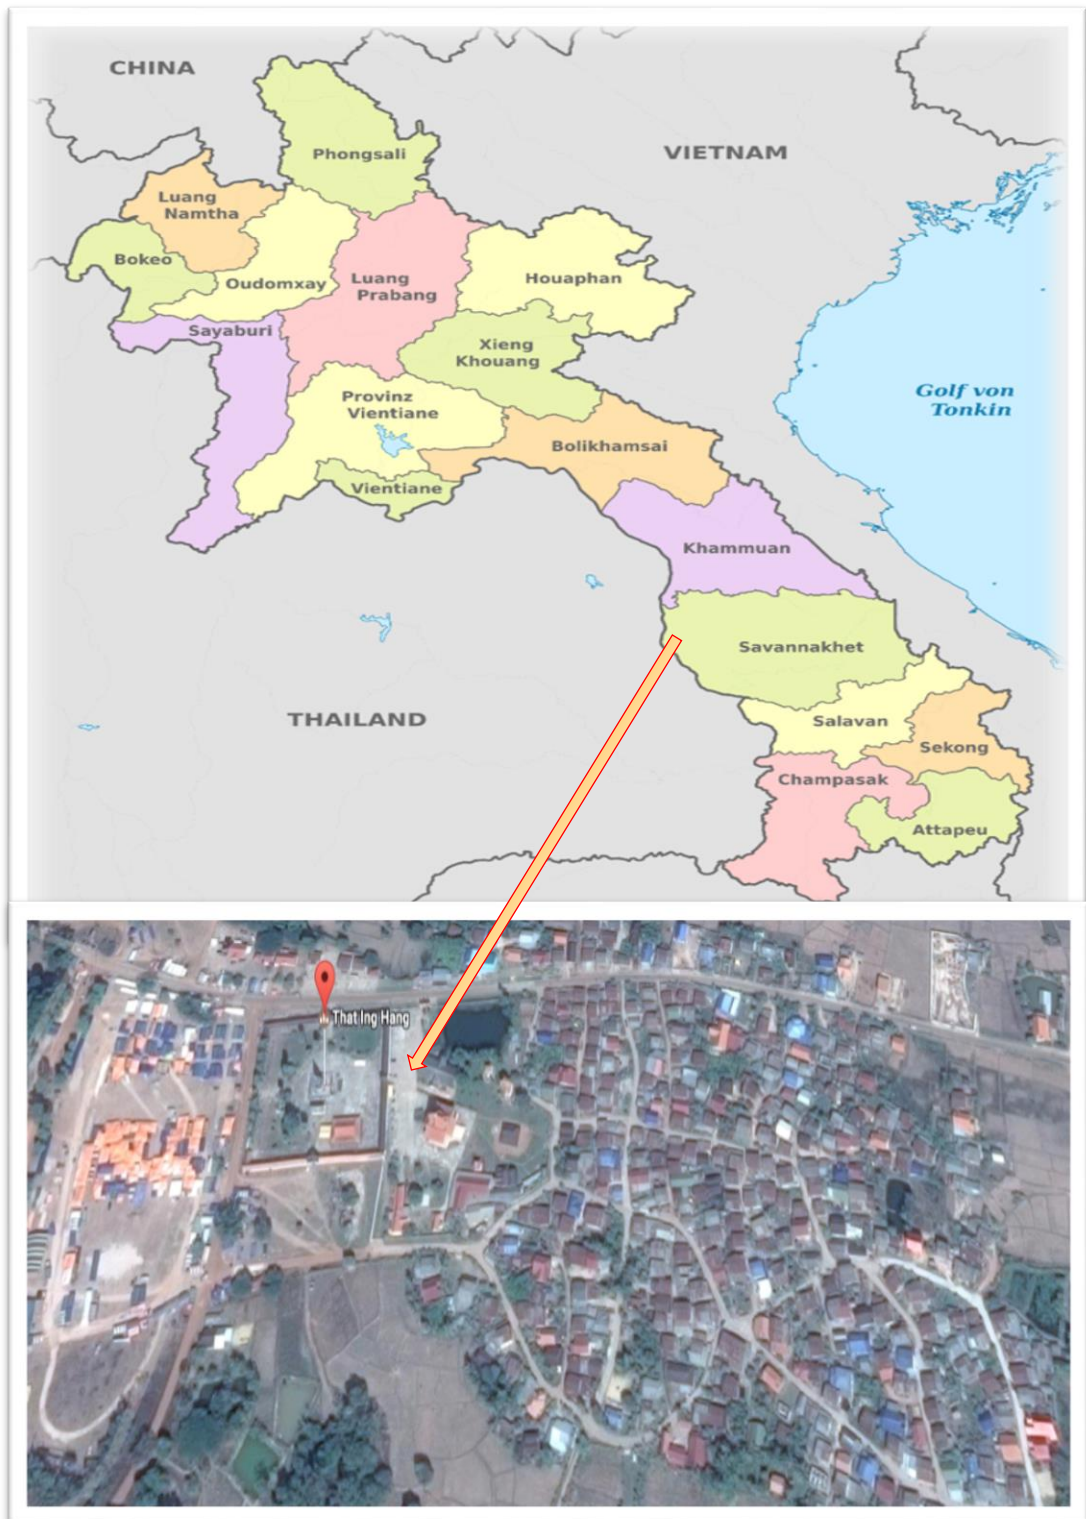 CHINA
VIETNAM
Phongsali
Luang
Namtha
Bokeo
Oudomxay
Luang
Prabang
Houaphan
Sayaburi
Xieng
Khouang
Provinz
Vientiane
Golf von
Tonkin
Bolikhamsai
Vientiane
Khammuan
Savannakhet
THAILAND
Salavan
Sekong
Champasak
Attapeu
That Ing Hang